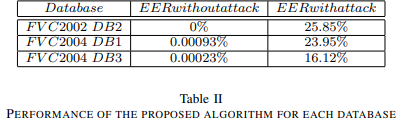 Database EERwithoutattack EERwithattack
FVC2002 DB2 0% 25.85%
FVC2004 DB1 0.00093% 23.95%
FVC2004 DB3 0.00023% 16.12%
Table II
PERFORMANCE OF THE PROPOSED ALGORITHM FOR EACH DATABASE